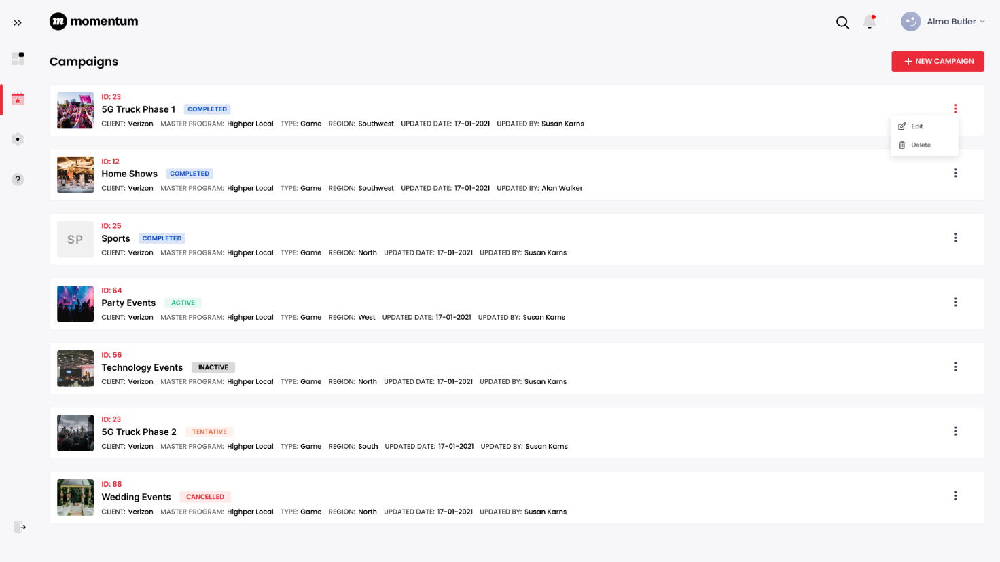 momentum
Alma Butler
Campaigns
NEW CAMPAIGN
ID: 23
5G Truck Phase 1 COMPLETED
CLIENT: Verizon MASTER PROGRAM: Highper Local TYPE: Game REGION: Southwest UPDATED DATE: 17-01-2021 UPDATED BY: Susan Karns
Edit
Delete
ID: 12
Home Shows COMPLETED
CLIENT: Verizon MASTER PROGRAM: Highper Local TYPE: Game REGION: Southwest UPDATED DATE: 17-01-2021 UPDATED BY: Alan Walker
SP
ID: 25
Sports COMPLETED
CLIENT: Verizon MASTER PROGRAM: Highper Local TYPE: Game REGION: North UPDATED DATE: 17-01-2021 UPDATED BY: Susan Karns
ID: 64
Party Events ACTIVE
CLIENT: Verizon MASTER PROGRAM: Highper Local TYPE: Game REGION: West UPDATED DATE: 17-01-2021 UPDATED BY: Susan Karns
ID: 56
Technology Events INACTIVE
CLIENT: Verizon MASTER PROGRAM: Highper Local TYPE: Game REGION: North UPDATED DATE: 17-01-2021 UPDATED BY: Susan Karns
ID: 23
5G Truck Phase 2 TENTATIVE
CLIENT: Verizon MASTER PROGRAM: Highper Local TYPE: Game REGION: South UPDATED DATE: 17-01-2021 UPDATED BY: Susan Karns
ID: 88
Wedding Events CANCELLED
CLIENT: Verizon MASTER PROGRAM: Highper Local TYPE: Game REGION: North UPDATED DATE: 17-01-2021 UPDATED BY: Susan Karns